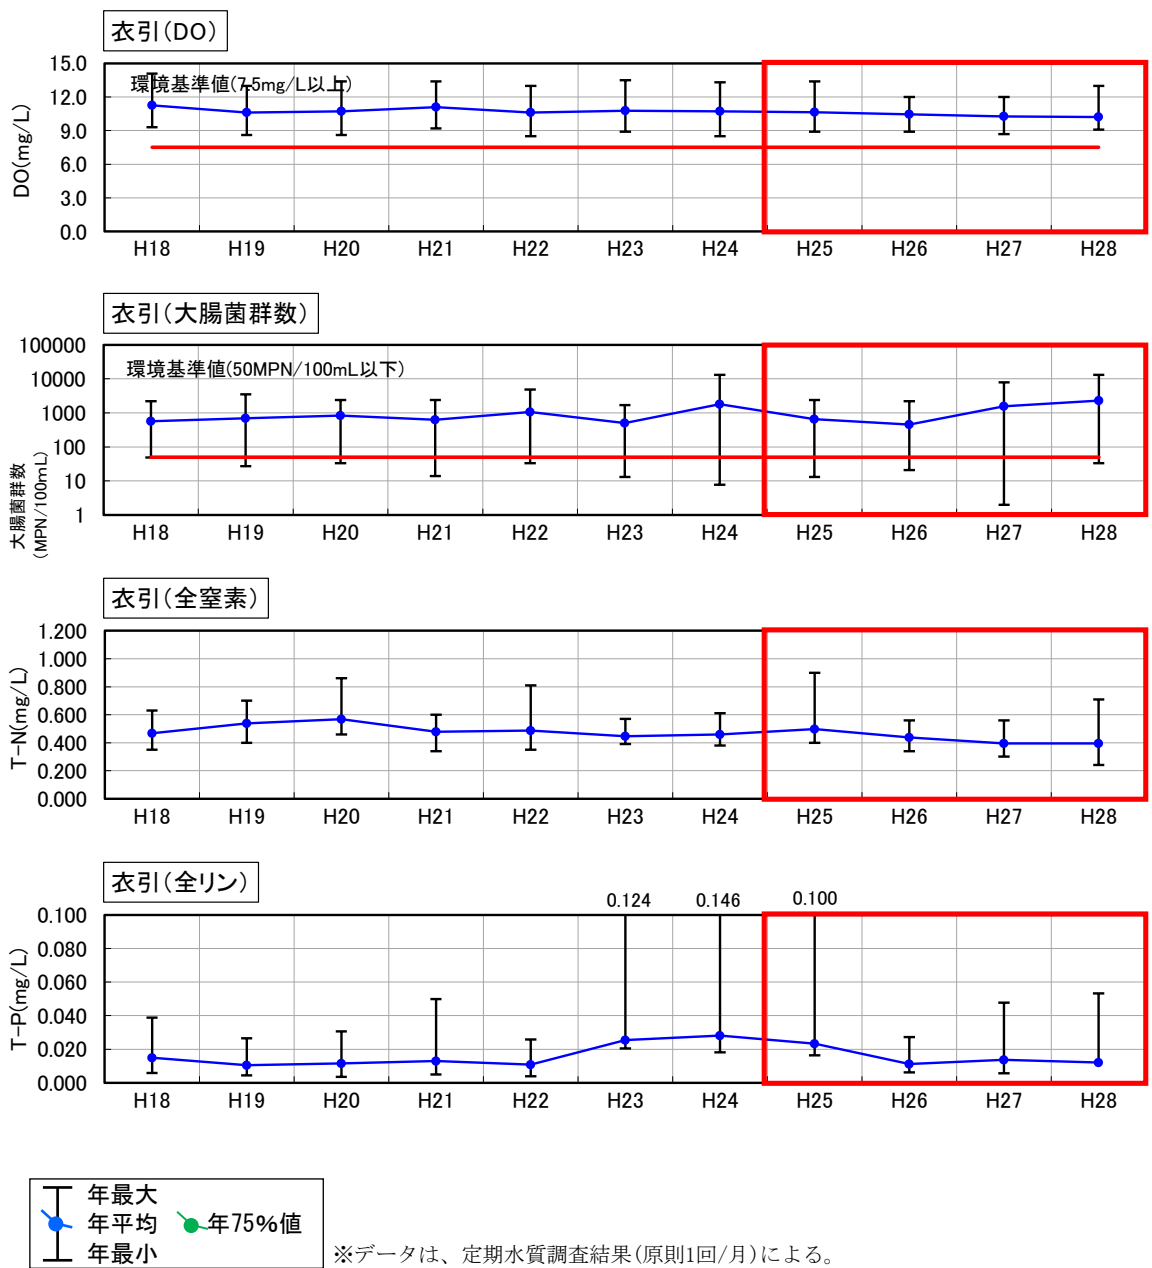 衣引(DO)
環境基準値(7.5mg/L以上)
DO(mg/L)
15.0
12.0
9.0
6.0
3.0
0.0
H18 H19 H20 H21 H22 H23 H24 H25 H26 H27 H28
衣引(大腸菌群数)
環境基準値(50MPN/100mL以下)
大腸菌群数
(MPN/100mL)
100000
10000
1000
100
10
1
H18 H19 H20 H21 H22 H23 H24 H25 H26 H27 H28
衣引(全窒素)
T-N(mg/L)
1.200
1.000
0.800
0.600
0.400
0.200
0.000
H18 H19 H20 H21 H22 H23 H24 H25 H26 H27 H28
衣引(全リン)
0.124 0.146 0.100
T-P(mg/L)
0.100
0.080
0.060
0.040
0.020
0.000
H18 H19 H20 H21 H22 H23 H24 H25 H26 H27 H28
年最大
年平均 年75%値
年最小
※データは、定期水質調査結果(原則1回/月)による。